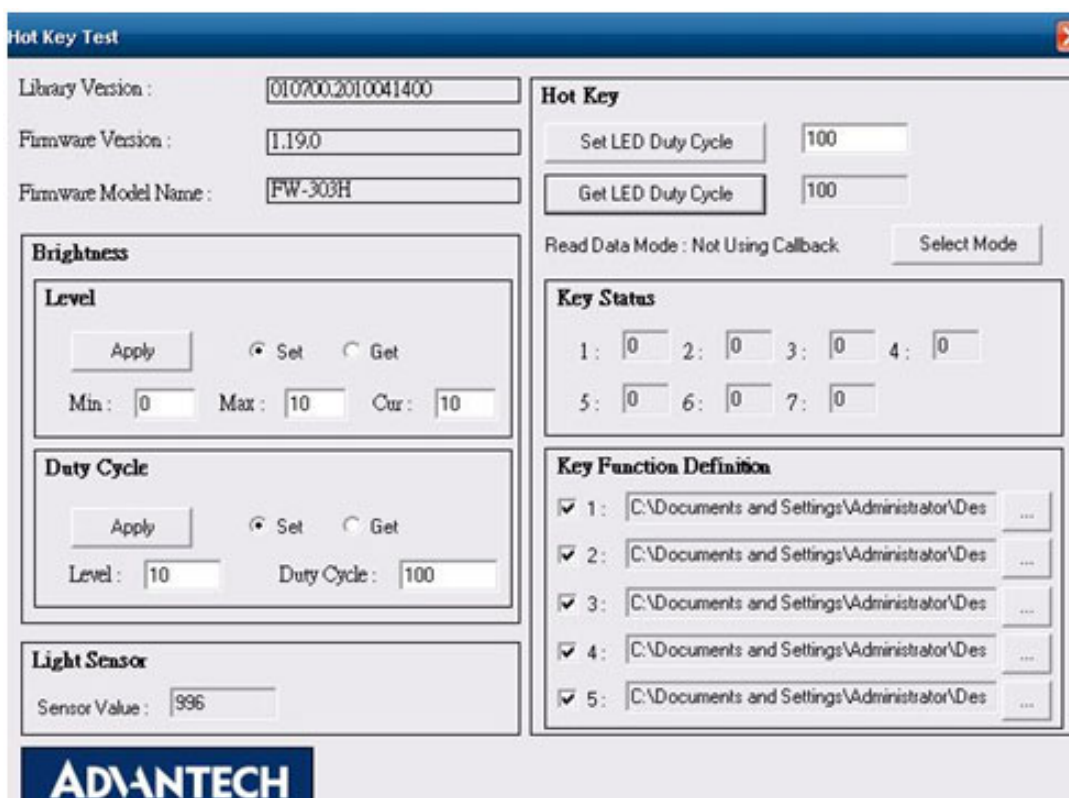 Hot Key Test
Library Version : 010700.2010041400
Firmware Version : 1.19.0
Firmware Model Name : FW-303H
Brightness
Level
Apply Set Get
Min : 0 Max : 10 Cur : 10
Duty Cycle
Apply Set Get
Level : 10 Duty Cycle : 100
Light Sensor
Sensor Value : 996
ADVANTECH
Hot Key
Set LED Duty Cycle 100
Get LED Duty Cycle 100
Read Data Mode : Not Using Callback Select Mode
Key Status
1 : 0 2 : 0 3 : 0 4 : 0
5 : 0 6 : 0 7 : 0
Key Function Definition
1 : C:\Documents and Settings\Administrator\Des ...
2 : C:\Documents and Settings\Administrator\Des ...
3 : C:\Documents and Settings\Administrator\Des ...
4 : C:\Documents and Settings\Administrator\Des ...
5 : C:\Documents and Settings\Administrator\Des ...